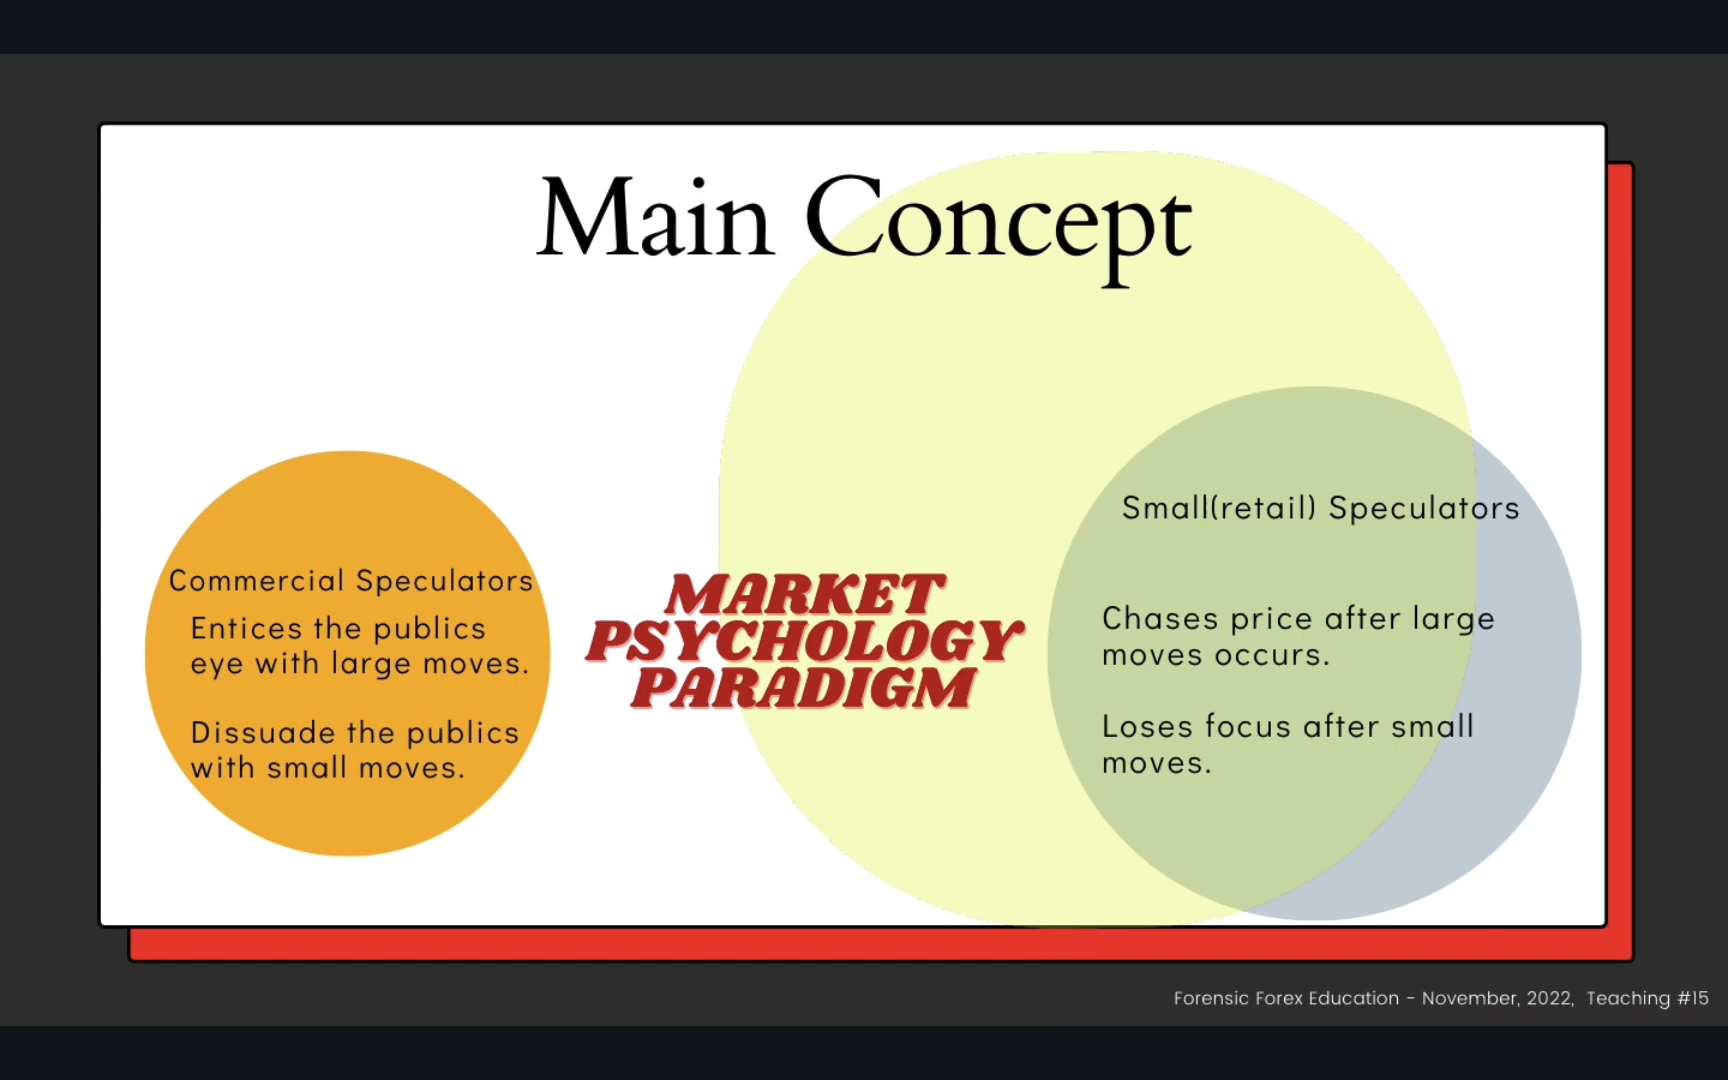 Main Concept
Commercial Speculators
Entices the publics
eye with large moves.
Dissuade the publics
with small moves.
MARKET
PSYCHOLOGY
PARADIGM
Small(retail) Speculators
Chases price after large
moves occurs.
Loses focus after small
moves.
Forensic Forex Education - November, 2022, Teaching #15